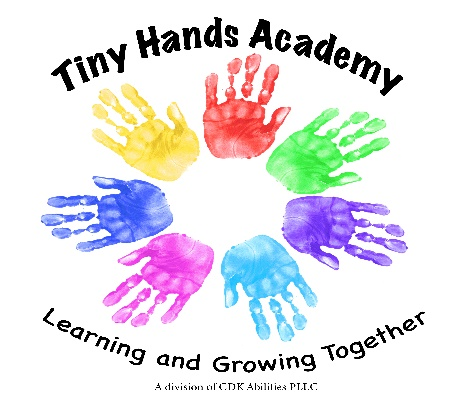 Tiny Hands Academy
Learning and Growing Together
A division of CDK Abilities PLLC